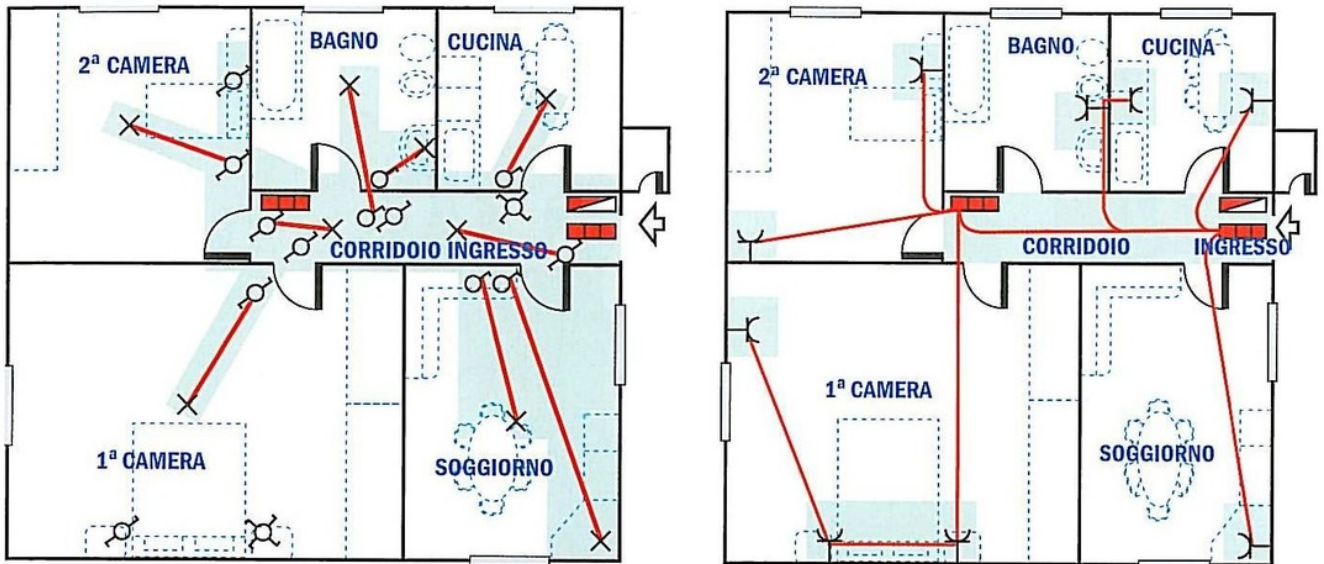 2ª CAMERA
BAGNO
CUCINA
CORRIDOIO INGRESSO
1ª CAMERA
SOGGIORNO
2ª CAMERA
BAGNO
CUCINA
CORRIDOIO
INGRESSO
1ª CAMERA
SOGGIORNO